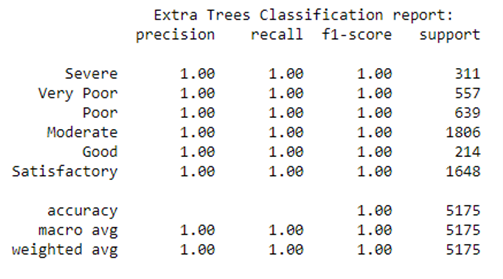 Extra Trees Classification report:
precision recall f1-score support
Severe 1.00 1.00 1.00 311
Very Poor 1.00 1.00 1.00 557
Poor 1.00 1.00 1.00 639
Moderate 1.00 1.00 1.00 1806
Good 1.00 1.00 1.00 214
Satisfactory 1.00 1.00 1.00 1648
accuracy 1.00 5175
macro avg 1.00 1.00 1.00 5175
weighted avg 1.00 1.00 1.00 5175